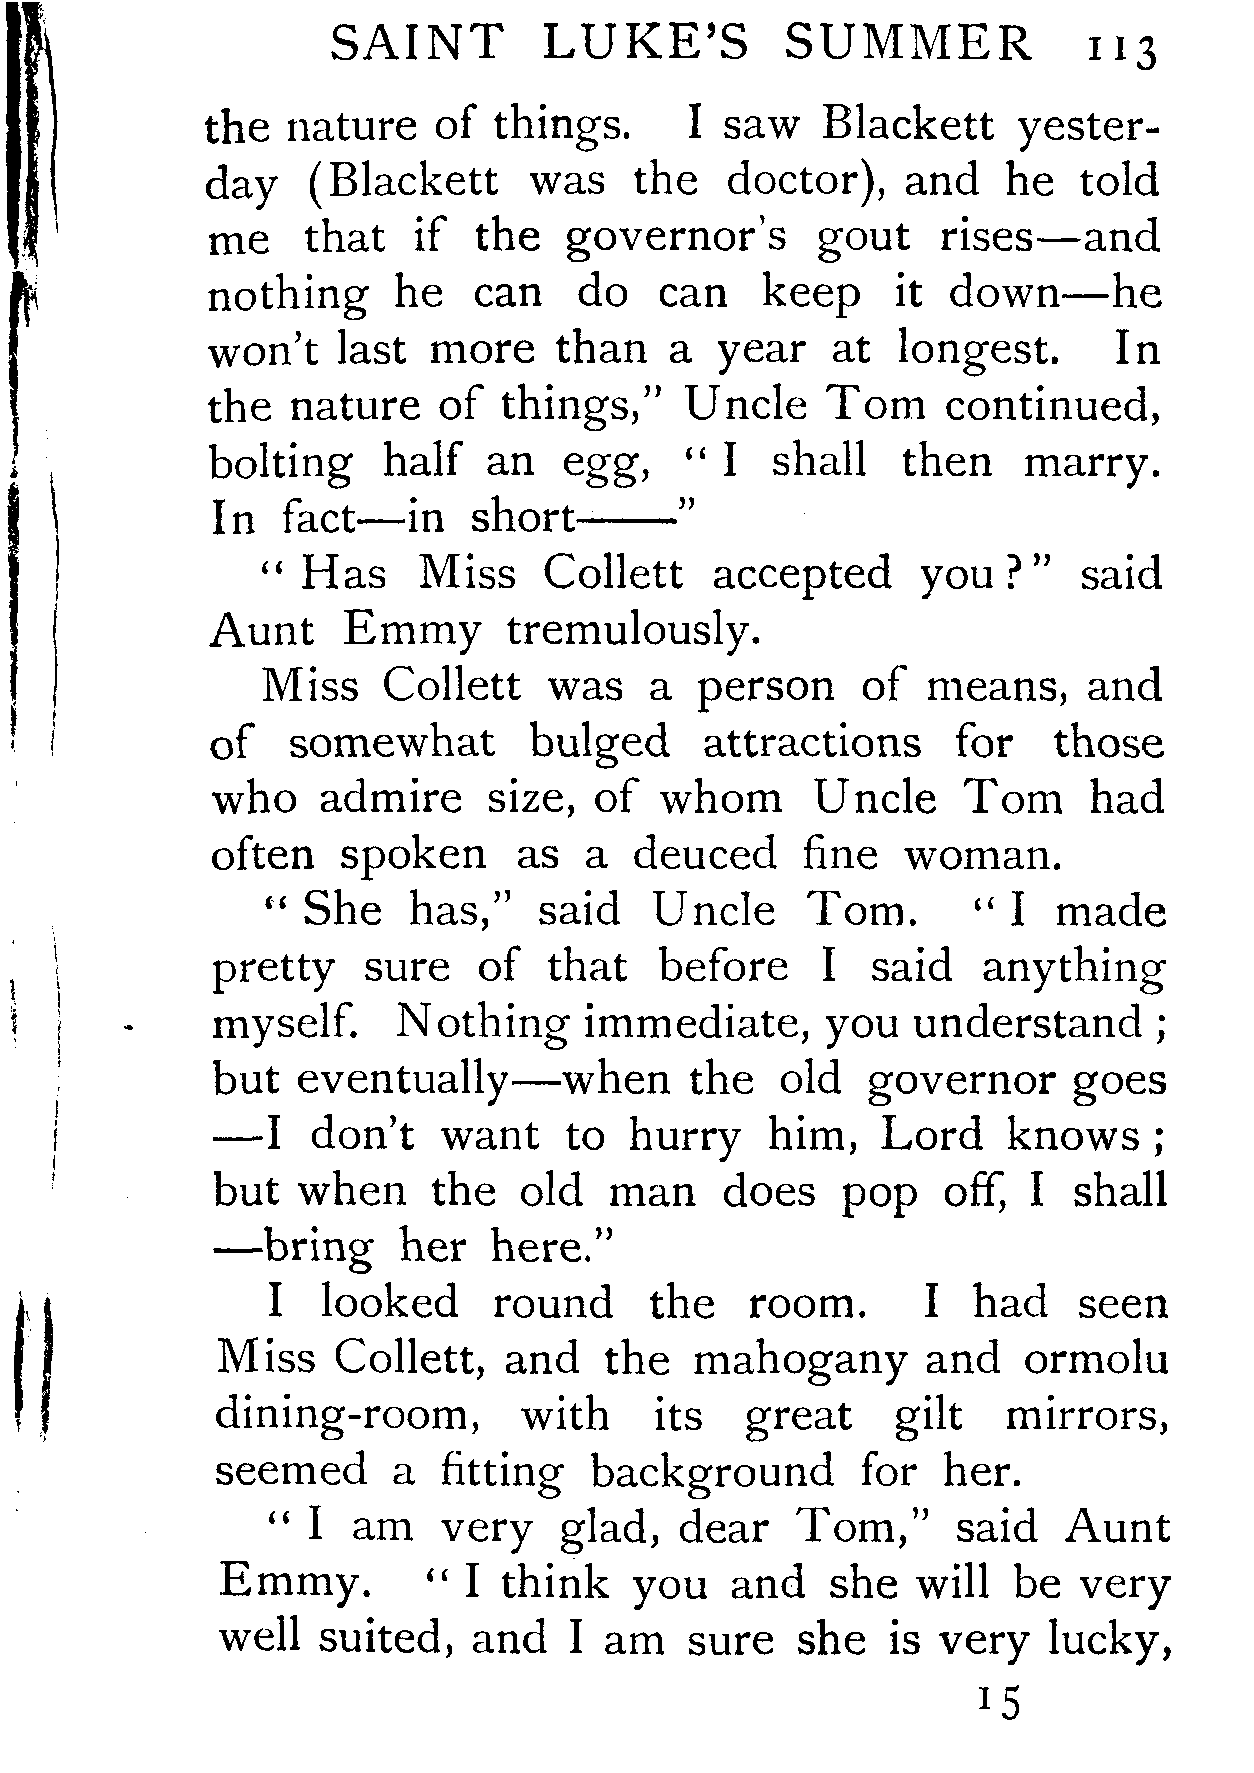 SAINT LUKE'S SUMMER 113
the nature of things. I saw Blackett yester-
day (Blackett was the doctor), and he told
me that if the governor's gout rises—and
nothing he can do can keep it down—he
won't last more than a year at longest. In
the nature of things,” Uncle Tom continued,
bolting half an egg, “ I shall then marry.
In fact—in short——”
“ Has Miss Collett accepted you ? ” said
Aunt Emmy tremulously.
Miss Collett was a person of means, and
of somewhat bulged attractions for those
who admire size, of whom Uncle Tom had
often spoken as a deuced fine woman.
“ She has,” said Uncle Tom. “ I made
pretty sure of that before I said anything
myself. Nothing immediate, you understand ;
but eventually—when the old governor goes
—I don't want to hurry him, Lord knows ;
but when the old man does pop off, I shall
—bring her here.”
I looked round the room. I had seen
Miss Collett, and the mahogany and ormolu
dining-room, with its great gilt mirrors,
seemed a fitting background for her.
“ I am very glad, dear Tom,” said Aunt
Emmy. “ I think you and she will be very
well suited, and I am sure she is very lucky,
15